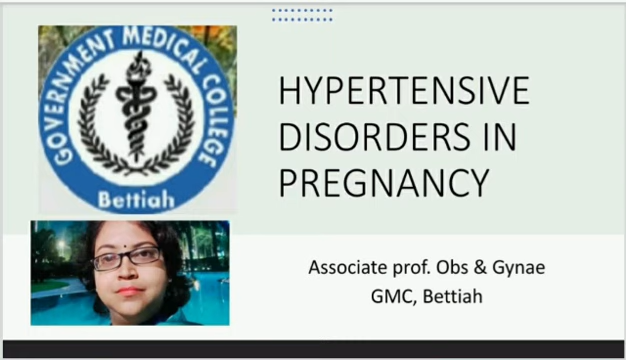 GOVERNMENT MEDICAL COLLEGE
Bettiah
HYPERTENSIVE
DISORDERS IN
PREGNANCY
Associate prof. Obs & Gynae
GMC, Bettiah